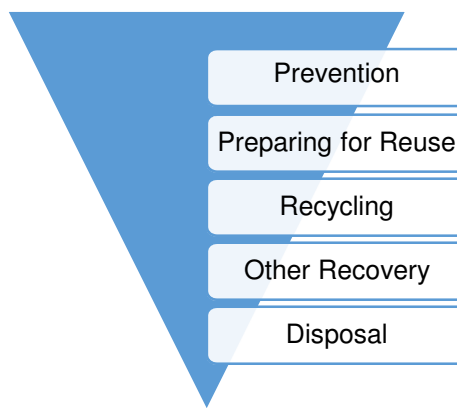 Prevention
Preparing for Reuse
Recycling
Other Recovery
Disposal